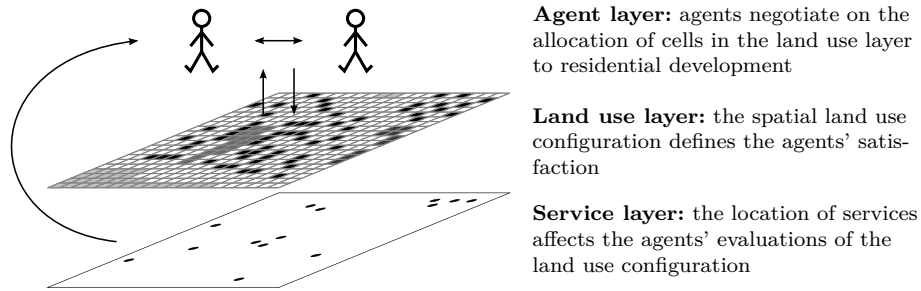 Agent layer: agents negotiate on the
allocation of cells in the land use layer
to residential development
Land use layer: the spatial land use
configuration defines the agents' satis-
faction
Service layer: the location of services
affects the agents' evaluations of the
land use configuration